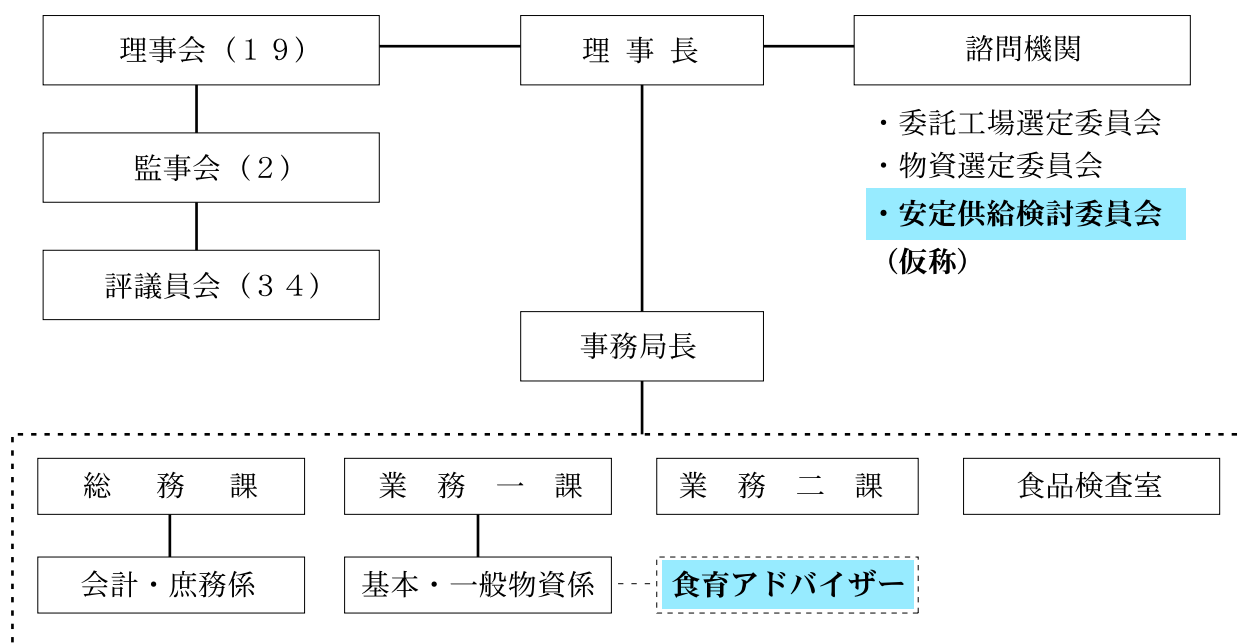 理事会（１９）
理 事 長
諮問機関
・委託工場選定委員会
・物資選定委員会
・安定供給検討委員会
（仮称）
監事会（２）
評議員会（３４）
事務局長
総 務 課
業 務 一 課
業 務 二 課
食品検査室
会計・庶務係
基本・一般物資係
食育アドバイザー